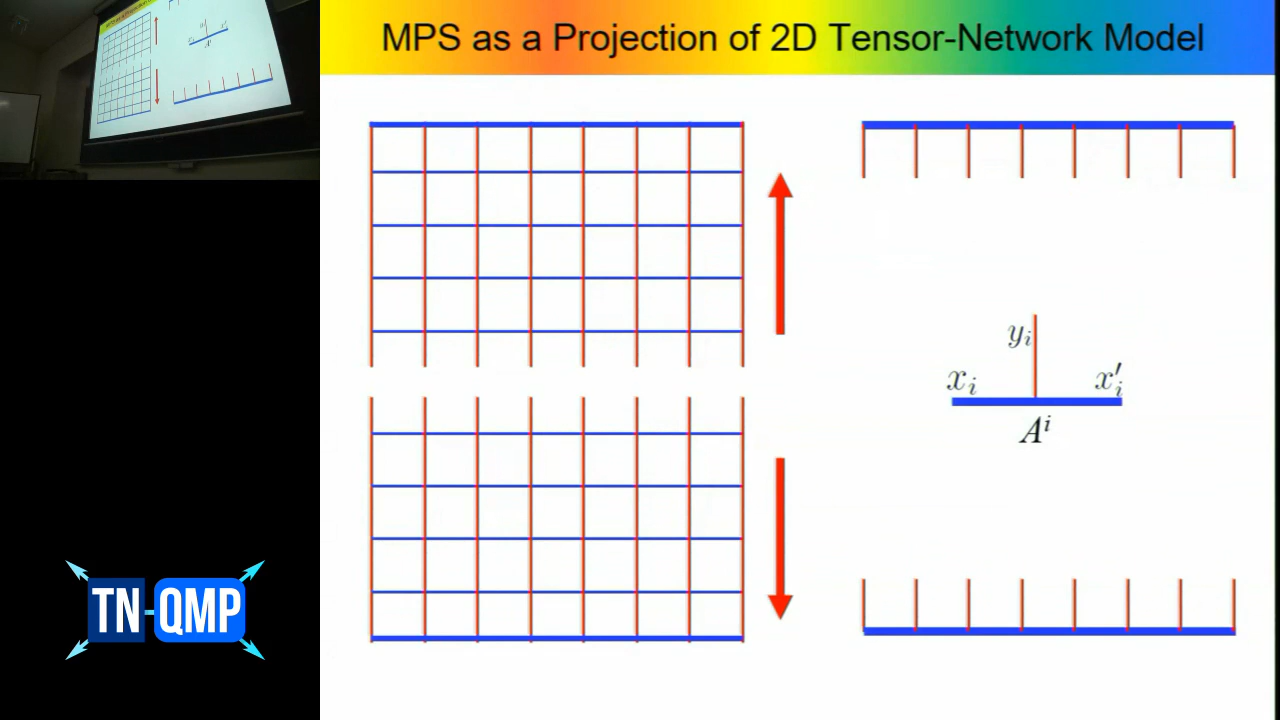 MPS as a Projection of 2D Tensor-Network Model
y_i
x_i x'_i
A^i
TN-QMP